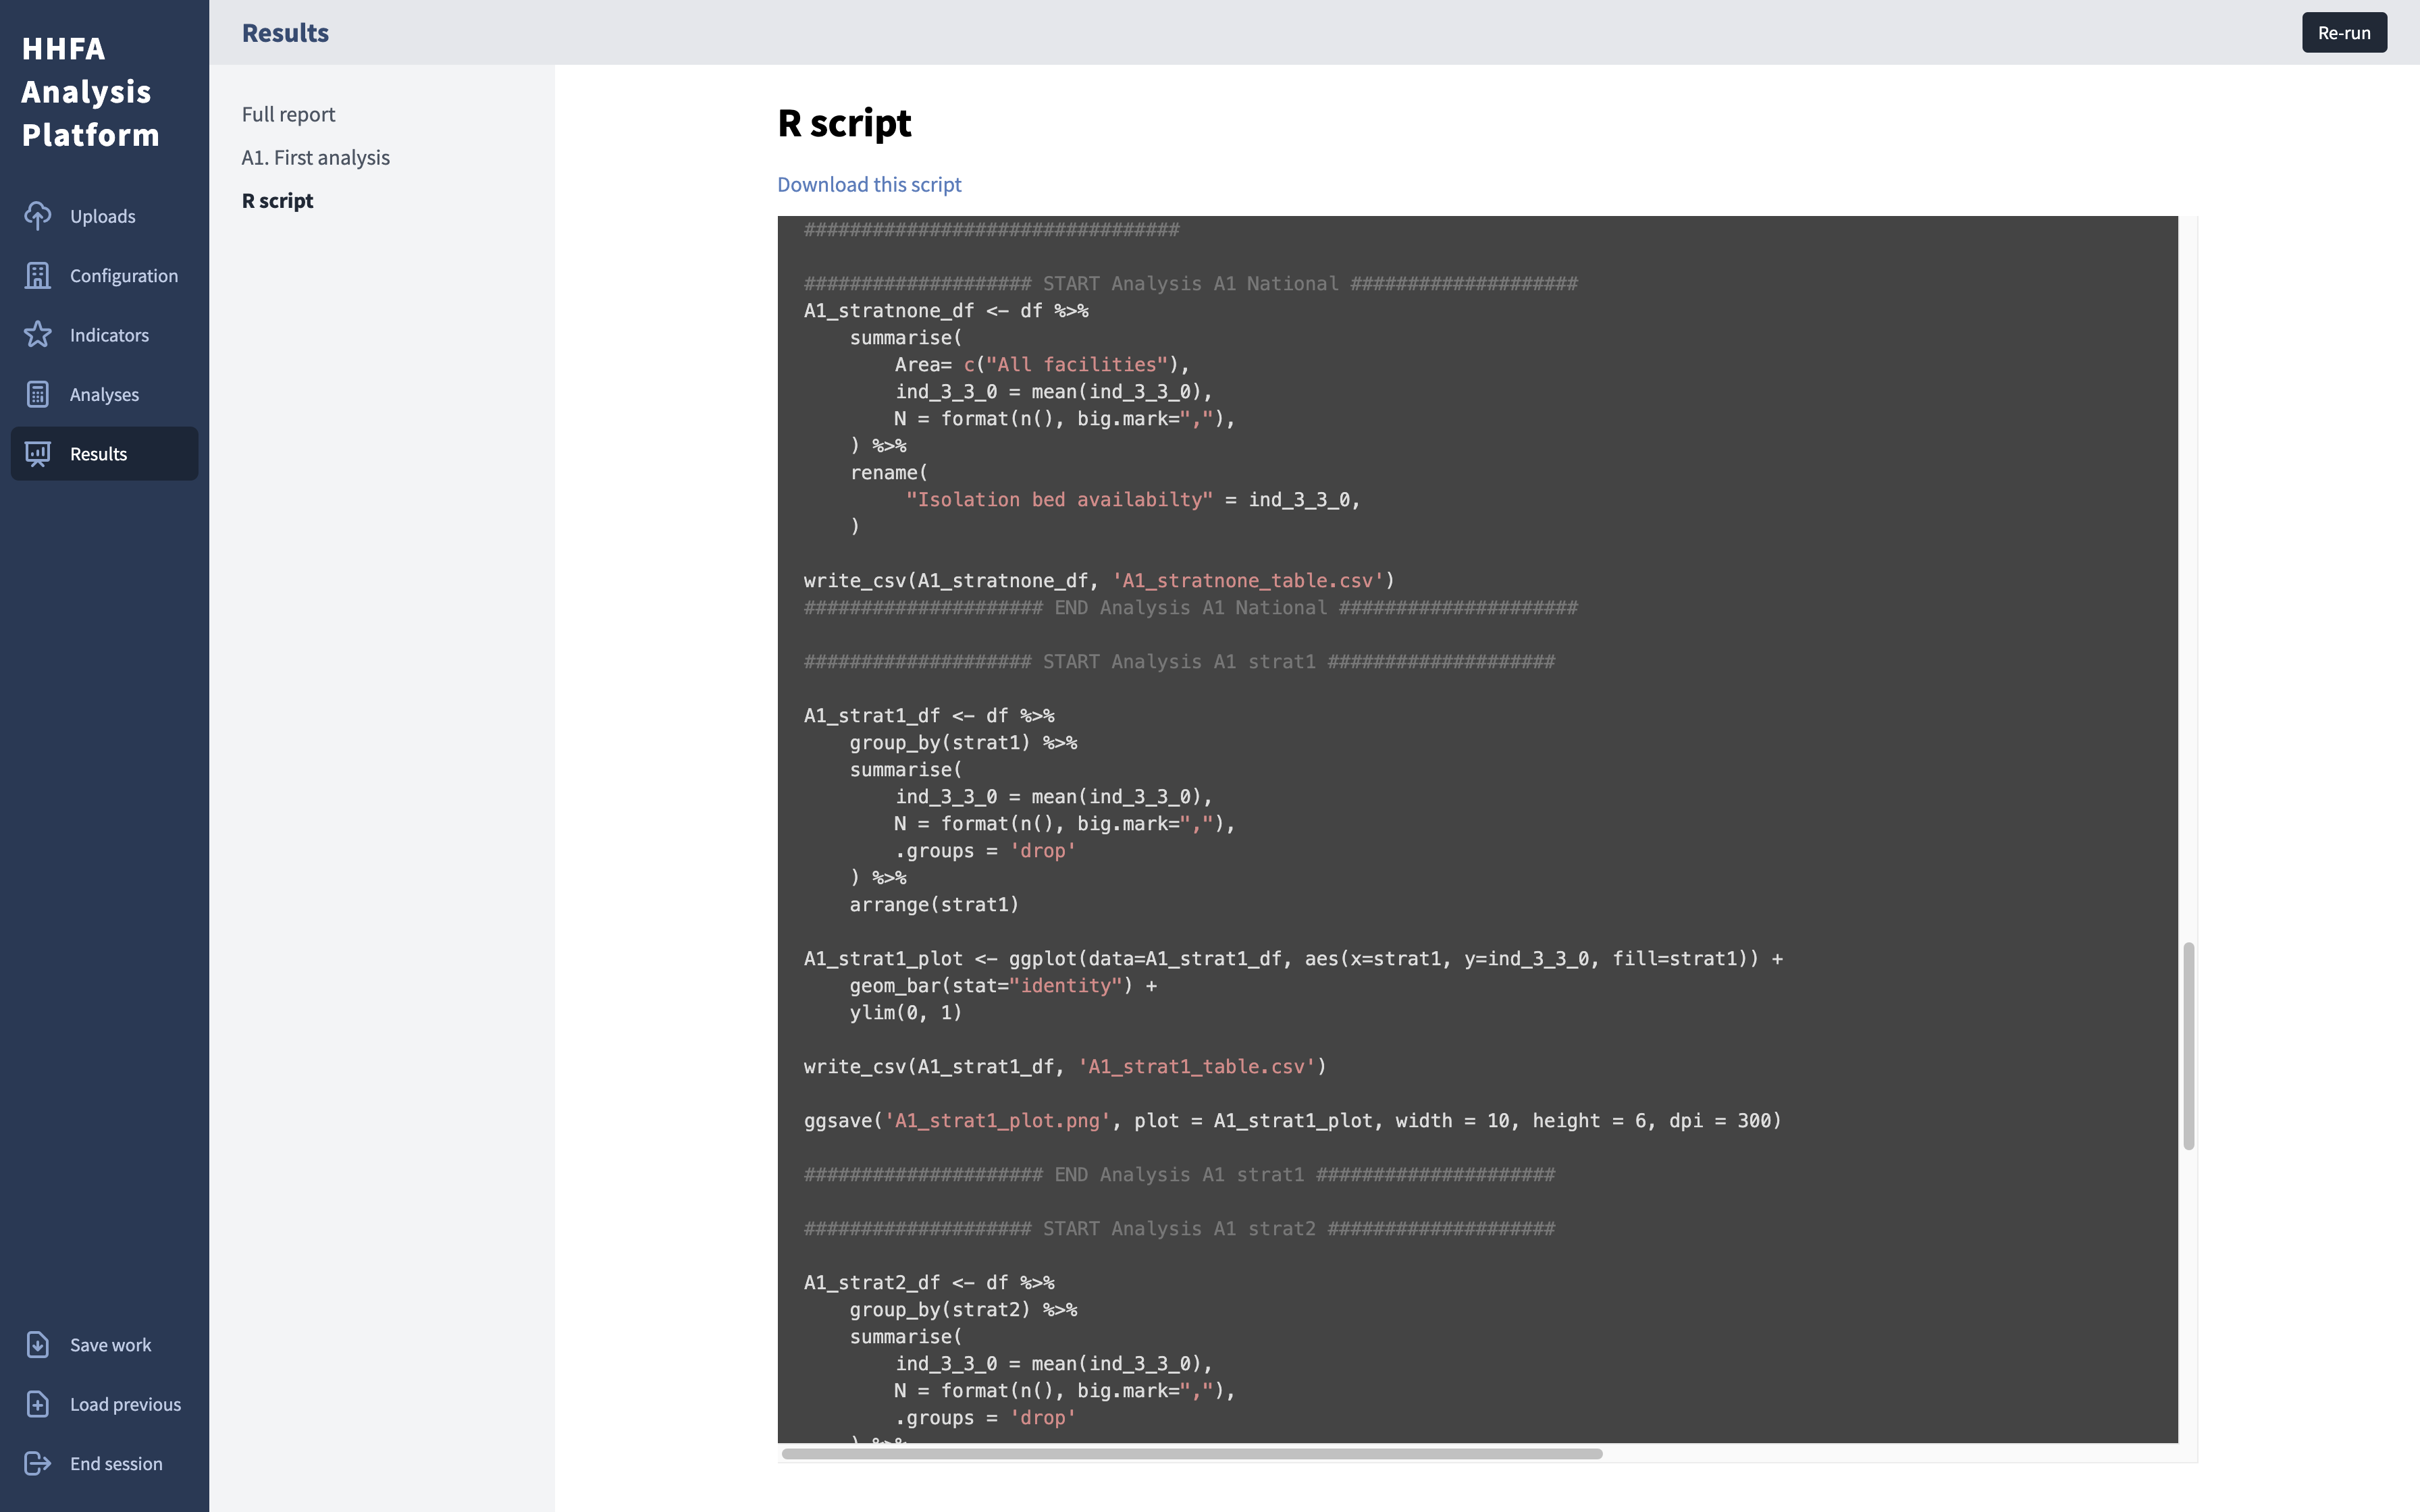 HHFA
Analysis
Platform
Uploads
Configuration
Indicators
Analyses
Results
Save work
Load previous
End session
Results
Re-run
Full report
A1. First analysis
R script
R script
Download this script
#################################
#################### START Analysis A1 National ####################
A1_stratnone_df <- df %>%
    summarise(
        Area= c("All facilities"),
        ind_3_3_0 = mean(ind_3_3_0),
        N = format(n(), big.mark=","),
    ) %>%
    rename(
         "Isolation bed availabilty" = ind_3_3_0,
    )
write_csv(A1_stratnone_df, 'A1_stratnone_table.csv')
##################### END Analysis A1 National #####################
#################### START Analysis A1 strat1 ####################
A1_strat1_df <- df %>%
    group_by(strat1) %>%
    summarise(
        ind_3_3_0 = mean(ind_3_3_0),
        N = format(n(), big.mark=","),
        .groups = 'drop'
    ) %>%
    arrange(strat1)
A1_strat1_plot <- ggplot(data=A1_strat1_df, aes(x=strat1, y=ind_3_3_0, fill=strat1)) +
    geom_bar(stat="identity") +
    ylim(0, 1)
write_csv(A1_strat1_df, 'A1_strat1_table.csv')
ggsave('A1_strat1_plot.png', plot = A1_strat1_plot, width = 10, height = 6, dpi = 300)
##################### END Analysis A1 strat1 #####################
#################### START Analysis A1 strat2 ####################
A1_strat2_df <- df %>%
    group_by(strat2) %>%
    summarise(
        ind_3_3_0 = mean(ind_3_3_0),
        N = format(n(), big.mark=","),
        .groups = 'drop'
    ) %>%